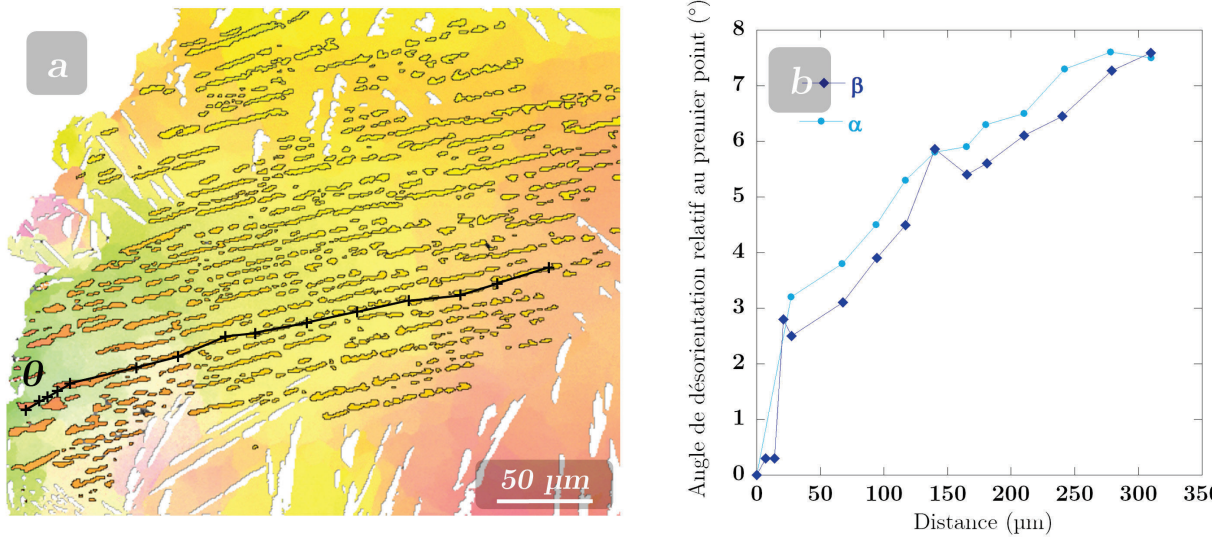 a
0
50 µm
b
β
α
Angle de désorientation relatif au premier point (°)
8
7
6
5
4
3
2
1
0
0 50 100 150 200 250 300 350
Distance (µm)